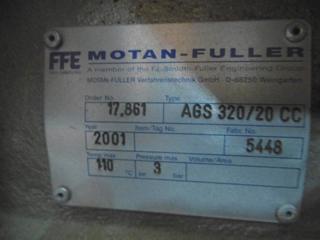 FFE MOTAN-FULLER
A member of the FL-Smidth-Fuller Engineering Group
MOTAN-FULLER Verfahrenstechnik GmbH D-88250 Weingarten
Order No. Type
17.861 AGS 320/20 CC
Year Item/Tag No. Fabr. No.
2001 5448
Temp. max Pressure max Volume/Area
110 °C 3 bar